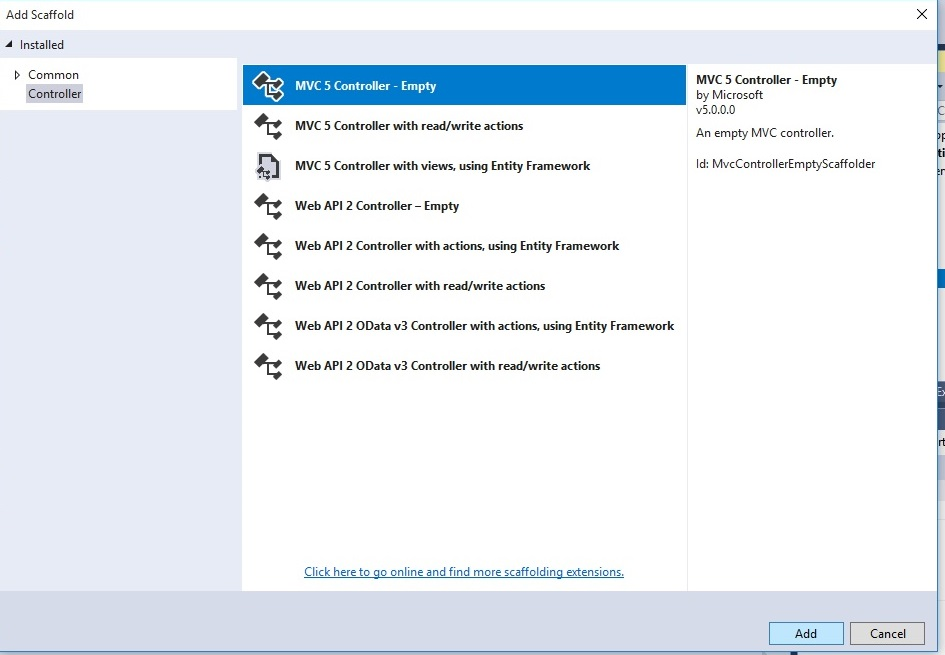 Add Scaffold
Installed
Common
Controller
MVC 5 Controller - Empty
MVC 5 Controller with read/write actions
MVC 5 Controller with views, using Entity Framework
Web API 2 Controller – Empty
Web API 2 Controller with actions, using Entity Framework
Web API 2 Controller with read/write actions
Web API 2 OData v3 Controller with actions, using Entity Framework
Web API 2 OData v3 Controller with read/write actions
Click here to go online and find more scaffolding extensions.
MVC 5 Controller - Empty
by Microsoft
v5.0.0.0
An empty MVC controller.
Id: MvcControllerEmptyScaffolder
Add
Cancel